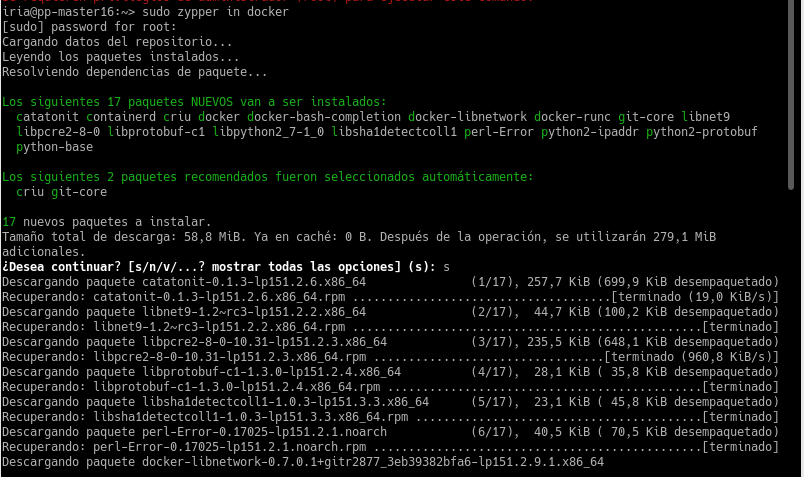 iria@pp-master16:~> sudo zypper in docker
[sudo] password for root:
Cargando datos del repositorio...
Leyendo los paquetes instalados...
Resolviendo dependencias de paquete...
Los siguientes 17 paquetes NUEVOS van a ser instalados:
catatonit containerd criu docker docker-bash-completion docker-libnetwork docker-runc git-core libnet9
libpcre2-8-0 libprotobuf-c1 libpython2_7-1_0 libsha1detectcoll1 perl-Error python2-ipaddr python2-protobuf
python-base
Los siguientes 2 paquetes recomendados fueron seleccionados automáticamente:
criu git-core
17 nuevos paquetes a instalar.
Tamaño total de descarga: 58,8 MiB. Ya en caché: 0 B. Después de la operación, se utilizarán 279,1 MiB
adicionales.
¿Desea continuar? [s/n/v/...? mostrar todas las opciones] (s): s
Descargando paquete catatonit-0.1.3-lp151.2.6.x86_64 (1/17), 257,7 KiB (699,9 KiB desempaquetado)
Recuperando: catatonit-0.1.3-lp151.2.6.x86_64.rpm .....................................[terminado (19,0 KiB/s)]
Descargando paquete libnet9-1.2~rc3-lp151.2.2.x86_64 (2/17), 44,7 KiB (100,2 KiB desempaquetado)
Recuperando: libnet9-1.2~rc3-lp151.2.2.x86_64.rpm ..................................................[terminado]
Descargando paquete libpcre2-8-0-10.31-lp151.2.3.x86_64 (3/17), 235,5 KiB (648,1 KiB desempaquetado)
Recuperando: libpcre2-8-0-10.31-lp151.2.3.x86_64.rpm .................................[terminado (960,8 KiB/s)]
Descargando paquete libprotobuf-c1-1.3.0-lp151.2.4.x86_64 (4/17), 28,1 KiB ( 35,8 KiB desempaquetado)
Recuperando: libprotobuf-c1-1.3.0-lp151.2.4.x86_64.rpm .............................................[terminado]
Descargando paquete libsha1detectcoll1-1.0.3-lp151.3.3.x86_64 (5/17), 23,1 KiB ( 45,8 KiB desempaquetado)
Recuperando: libsha1detectcoll1-1.0.3-lp151.3.3.x86_64.rpm .........................................[terminado]
Descargando paquete perl-Error-0.17025-lp151.2.1.noarch (6/17), 40,5 KiB ( 70,5 KiB desempaquetado)
Recuperando: perl-Error-0.17025-lp151.2.1.noarch.rpm ...............................................[terminado]
Descargando paquete docker-libnetwork-0.7.0.1+gitr2877_3eb39382bfa6-lp151.2.9.1.x86_64